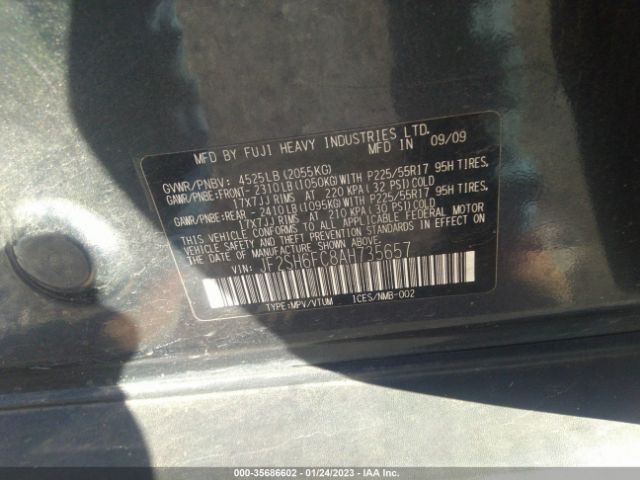 MFD BY FUJI HEAVY INDUSTRIES LTD.
MFD IN 09/09
GVWR/PNBV: 4525LB (2055KG)
GAWR/PNBE-FRONT- 2310LB (1050KG) WITH P225/55R17 95H TIRES,
17X7JJ RIMS AT 220 KPA (32 PSI) COLD
GAWR/PNBE-REAR - 2410LB (1095KG) WITH P225/55R17 95H TIRES,
17X7JJ RIMS AT 210 KPA (30 PSI) COLD
THIS VEHICLE CONFORMS TO ALL APPLICABLE FEDERAL MOTOR
VEHICLE SAFETY AND THEFT PREVENTION STANDARDS IN EFFECT ON
THE DATE OF MANUFACTURE SHOWN ABOVE.
VIN: JF2SH6FC8AH735657
TYPE:MPV/VTUM ICES/NMB-002
000-35686602 - 01/24/2023 - IAA Inc.